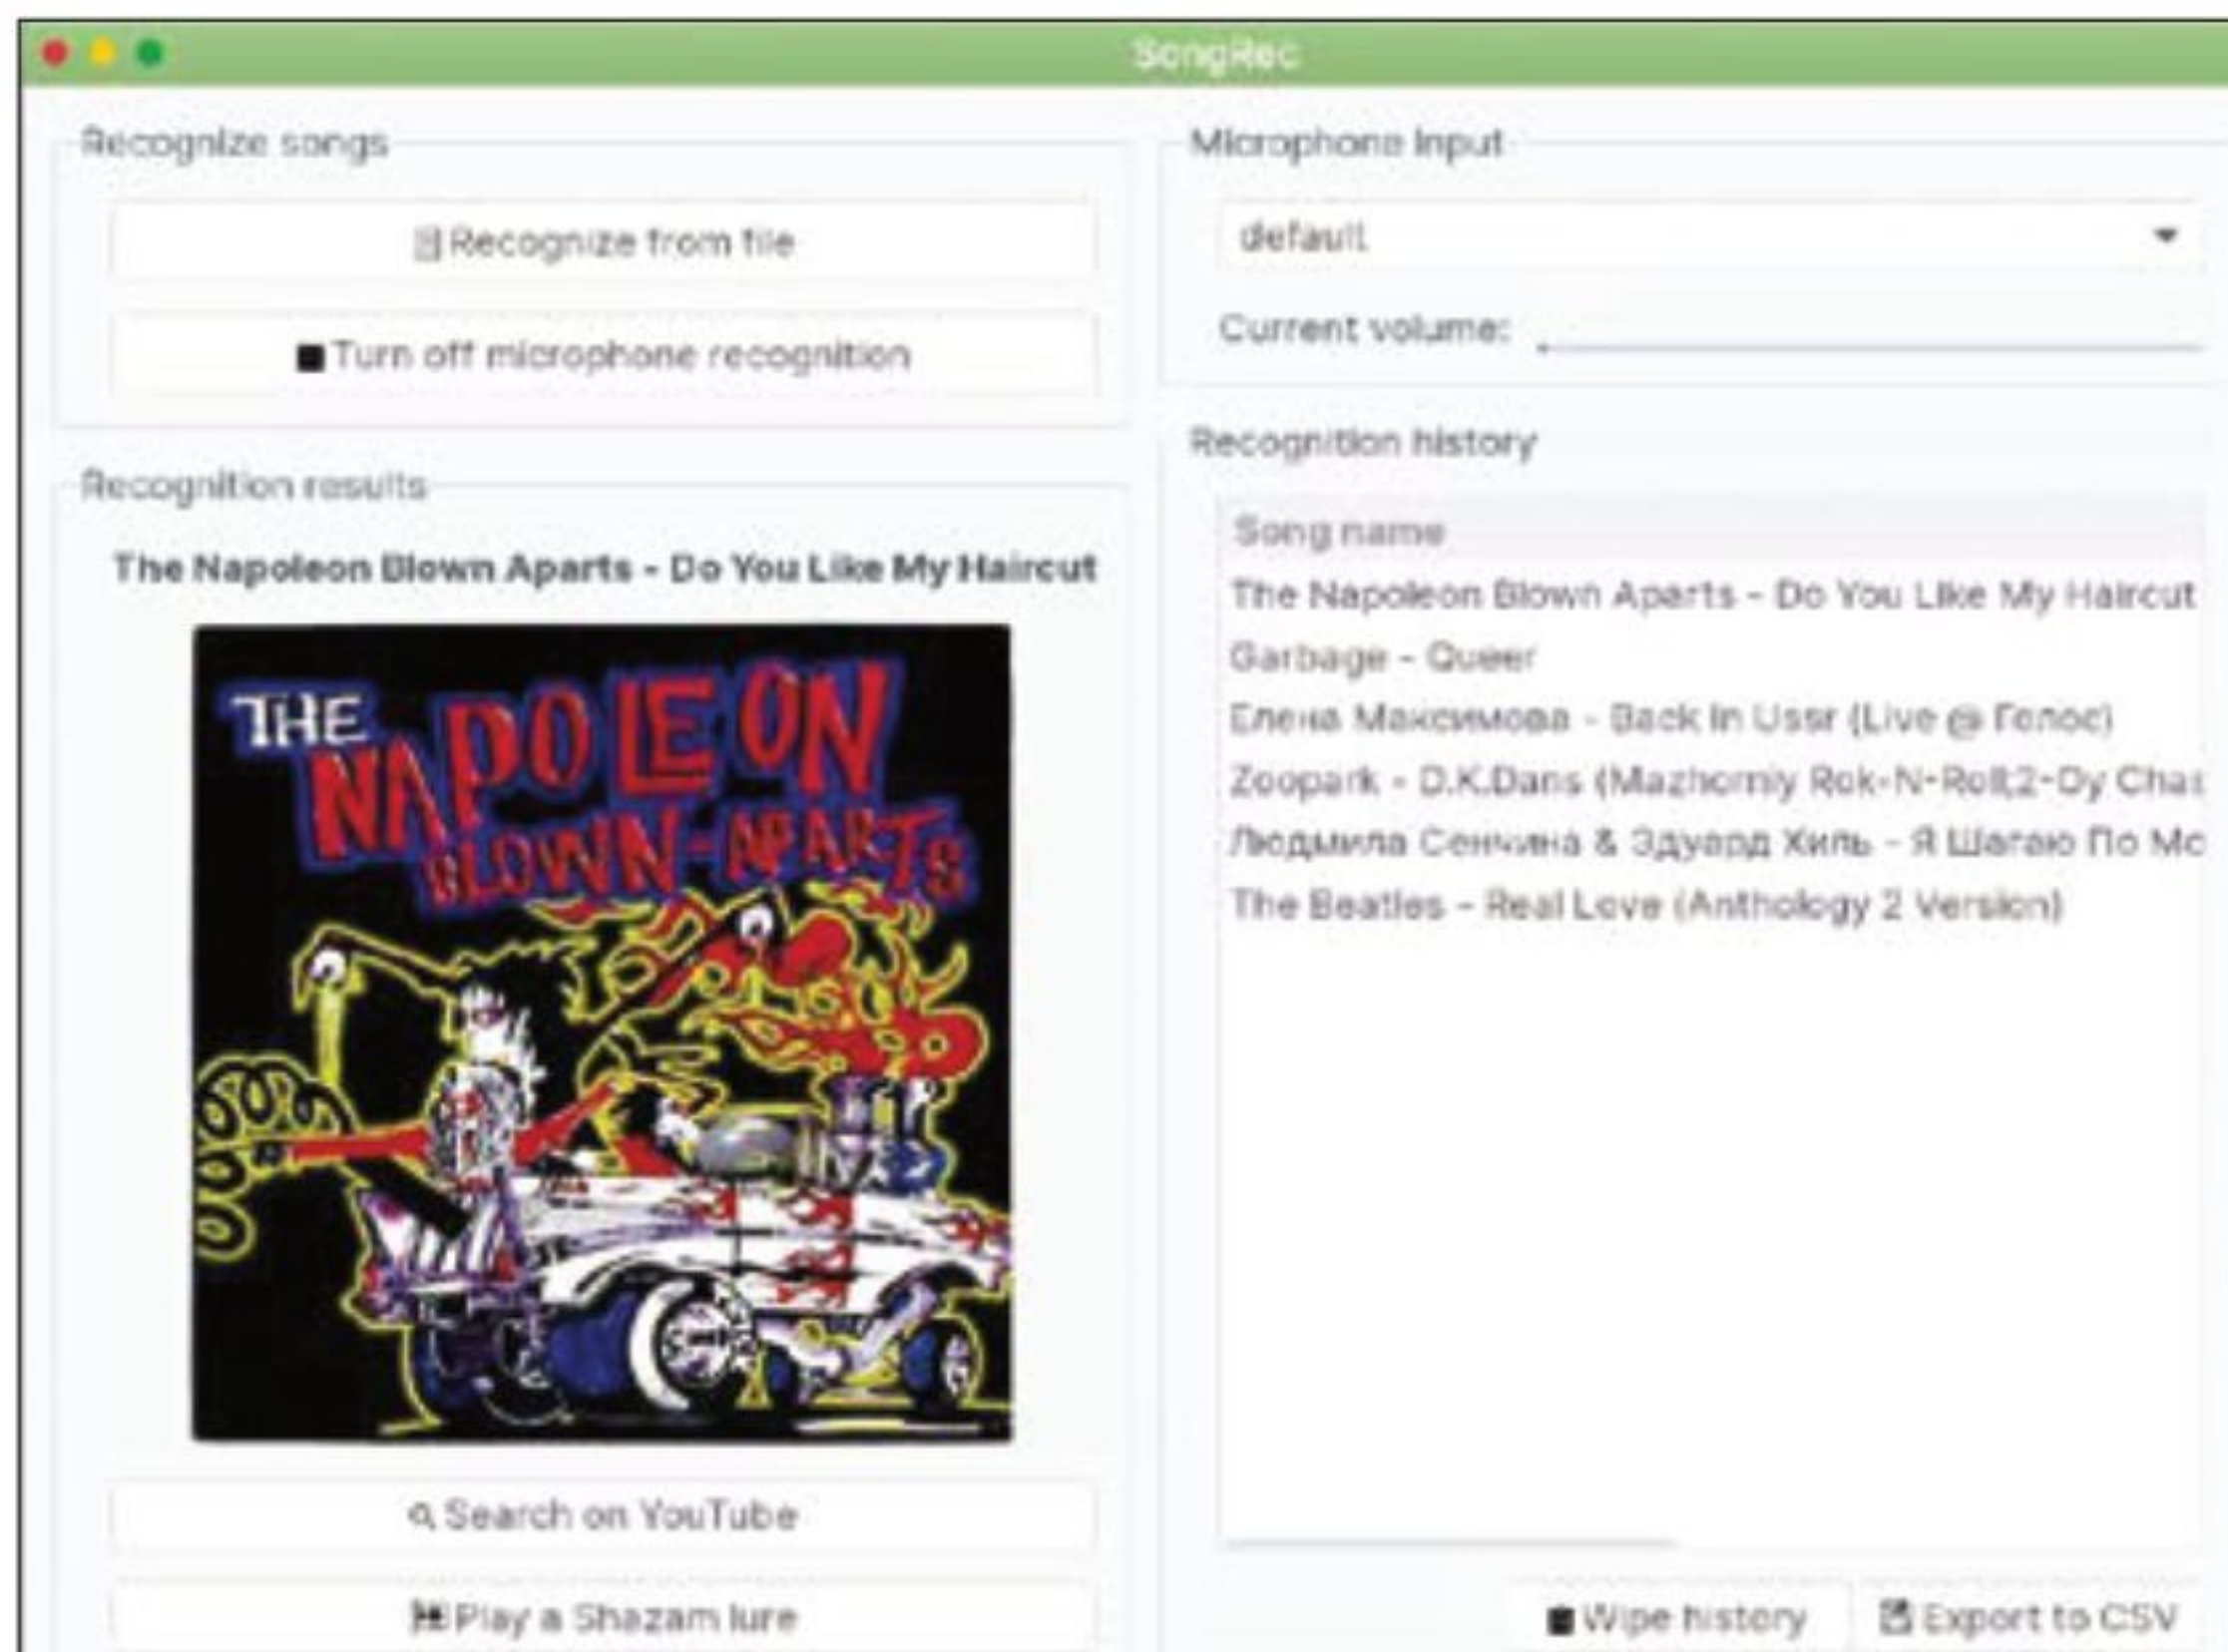 SongRec
Recognize songs
Recognize from file
Turn off microphone recognition
Recognition results
The Napoleon Blown Aparts - Do You Like My Haircut
THE
NAPOLEON
BLOWN-APARTS
Search on YouTube
Play a Shazam lure
Microphone input
default
Current volume:
Recognition history
Song name
The Napoleon Blown Aparts - Do You Like My Haircut
Garbage - Queer
Елена Максимова - Back In Ussr (Live @ Голос)
Zoopark - D.K.Dans (Mazhorniy Rok-N-Roll;2-Oy Chas
Людмила Сенчина & Эдуард Хиль - Я Шагаю По Мо
The Beatles - Real Love (Anthology 2 Version)
Wipe history
Export to CSV